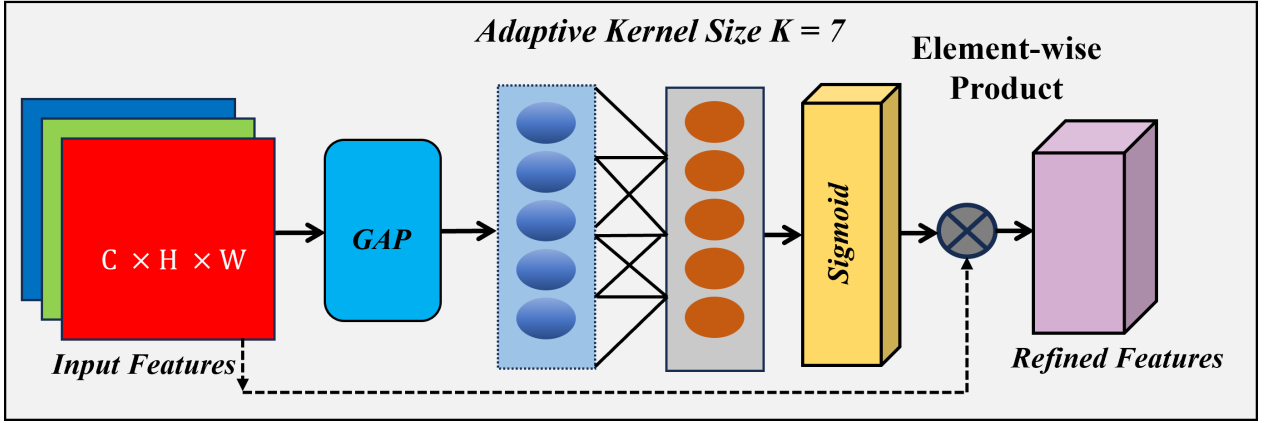 Adaptive Kernel Size K = 7
Element-wise
Product
C × H × W
GAP
Sigmoid
Input Features
Refined Features